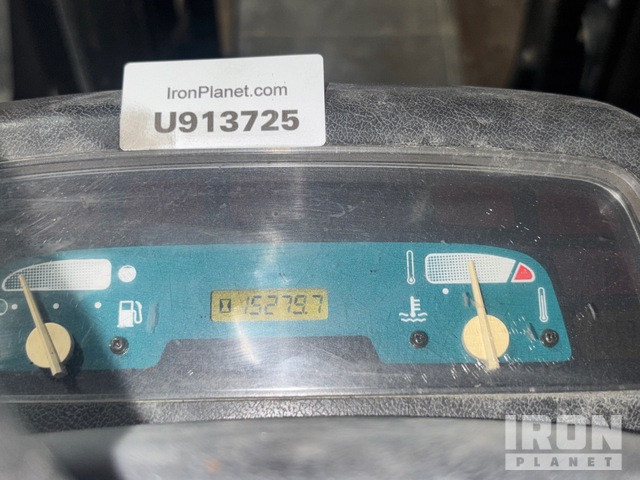 IronPlanet.com
U913725
15279.7
IRON
PLANET